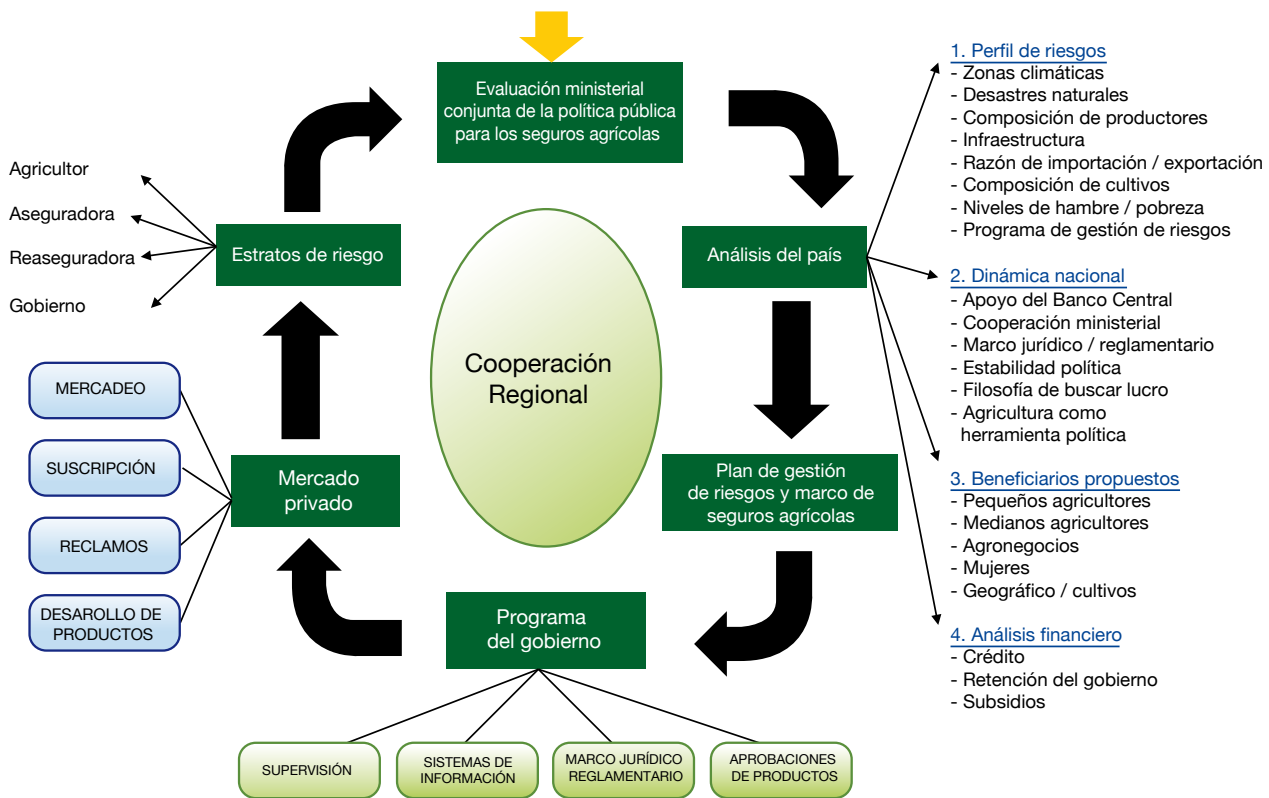 Evaluación ministerial
conjunta de la política pública
para los seguros agrícolas
Análisis del país
1. Perfil de riesgos
- Zonas climáticas
- Desastres naturales
- Composición de productores
- Infraestructura
- Razón de importación / exportación
- Composición de cultivos
- Niveles de hambre / pobreza
- Programa de gestión de riesgos
2. Dinámica nacional
- Apoyo del Banco Central
- Cooperación ministerial
- Marco jurídico / reglamentario
- Estabilidad política
- Filosofía de buscar lucro
- Agricultura como
herramienta política
3. Beneficiarios propuestos
- Pequeños agricultores
- Medianos agricultores
- Agronegocios
- Mujeres
- Geográfico / cultivos
4. Análisis financiero
- Crédito
- Retención del gobierno
- Subsidios
Plan de gestión
de riesgos y marco de
seguros agrícolas
Programa
del gobierno
SUPERVISIÓN
SISTEMAS DE
INFORMACIÓN
MARCO JURÍDICO
REGLAMENTARIO
APROBACIONES
DE PRODUCTOS
Mercado
privado
MERCADEO
SUSCRIPCIÓN
RECLAMOS
DESAROLLO DE
PRODUCTOS
Estratos de riesgo
Agricultor
Aseguradora
Reaseguradora
Gobierno
Cooperación
Regional